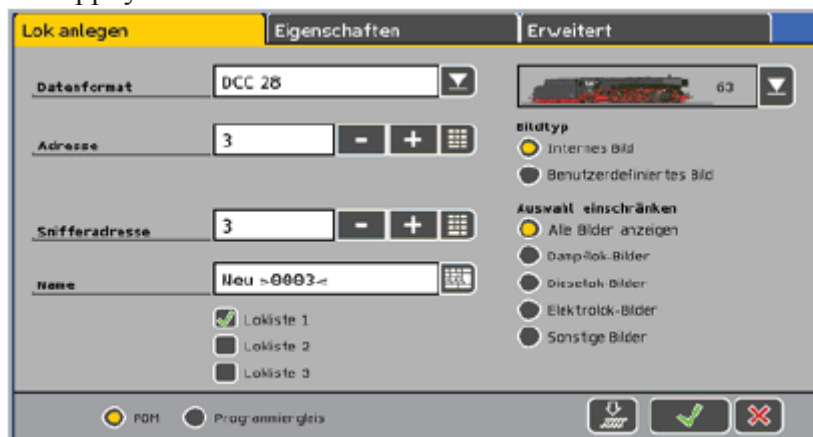 Lok anlegen
Eigenschaften
Erweitert
Datenformat
DCC 28
63
Adresse
3
- +
Bildtyp
Internes Bild
Benutzerdefiniertes Bild
Snifferadresse
3
- +
Auswahl einschränken
Alle Bilder anzeigen
Dampflok-Bilder
Diesellok-Bilder
Elektrolok-Bilder
Sonstige Bilder
Name
Neu >0003<
Lokliste 1
Lokliste 2
Lokliste 3
POM
Programmiergleis